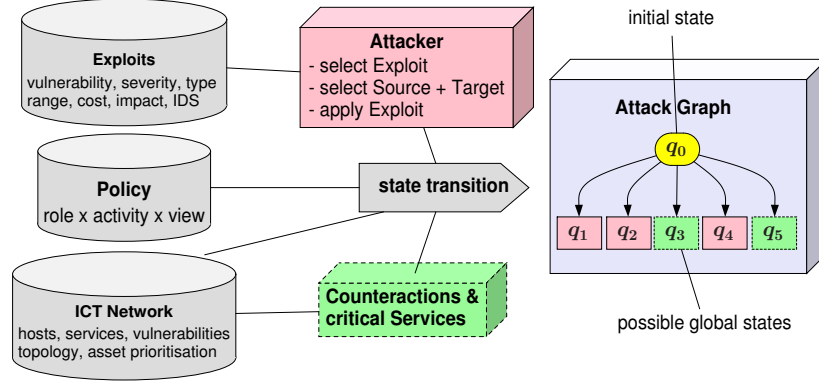 Exploits
vulnerability, severity, type
range, cost, impact, IDS
Attacker
- select Exploit
- select Source + Target
- apply Exploit
Policy
role x activity x view
state transition
ICT Network
hosts, services, vulnerabilities
topology, asset prioritisation
Counteractions &
critical Services
initial state
Attack Graph
q0
q1 q2 q3 q4 q5
possible global states